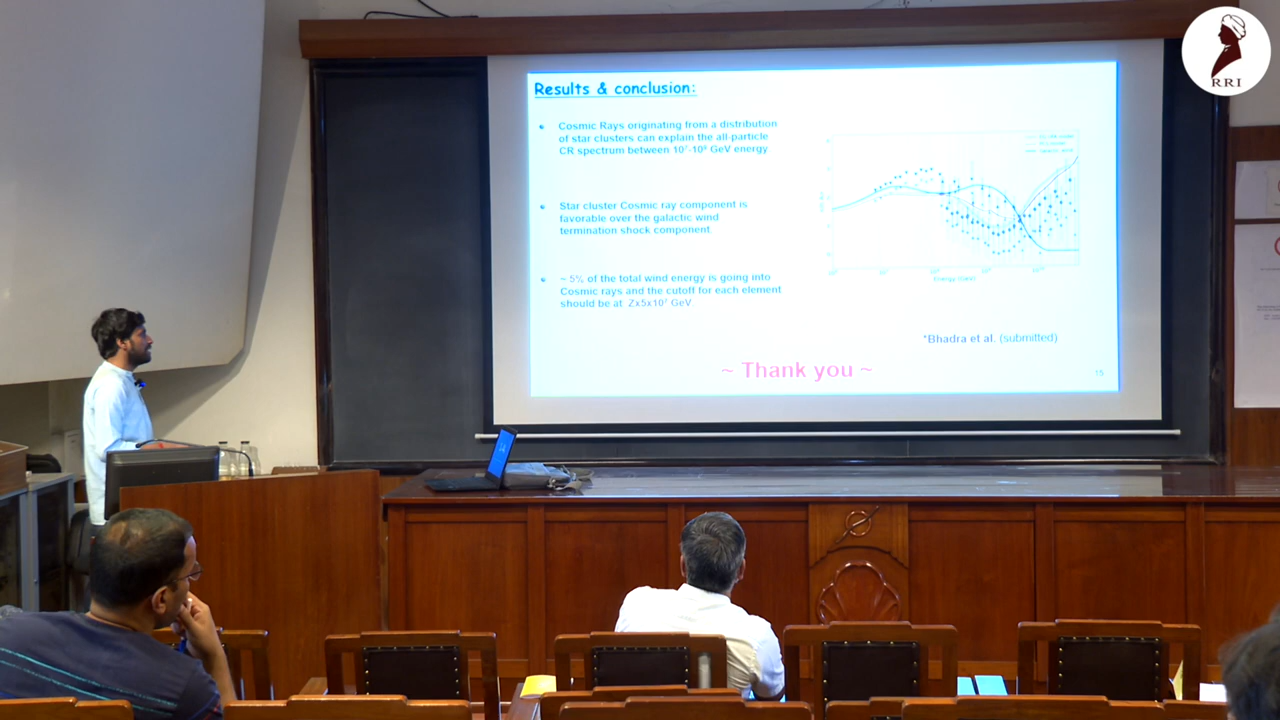 RRI
Results & conclusion:
Cosmic Rays originating from a distribution
of star clusters can explain the all-particle
CR spectrum between
GeV energy
Star cluster Cosmic ray component is
favorable over the galactic wind
termination shock component
~ 5% of the total wind energy is going into
Cosmic rays and the cutoff for each element
should be at Zx5x10⁷ GeV
Energy (GeV)
*Bhadra et al. (submitted)
~ Thank you ~
15